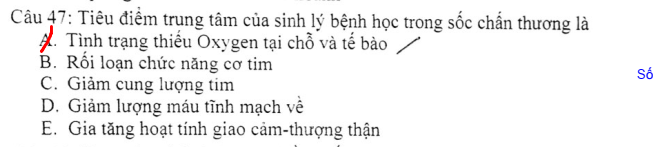 Câu 47: Tiêu điểm trung tâm của sinh lý bệnh học trong sốc chấn thương là
A. Tình trạng thiếu Oxygen tại chỗ và tế bào
B. Rối loạn chức năng cơ tim
C. Giảm cung lượng tim
D. Giảm lượng máu tĩnh mạch về
E. Gia tăng hoạt tính giao cảm-thượng thận
Số